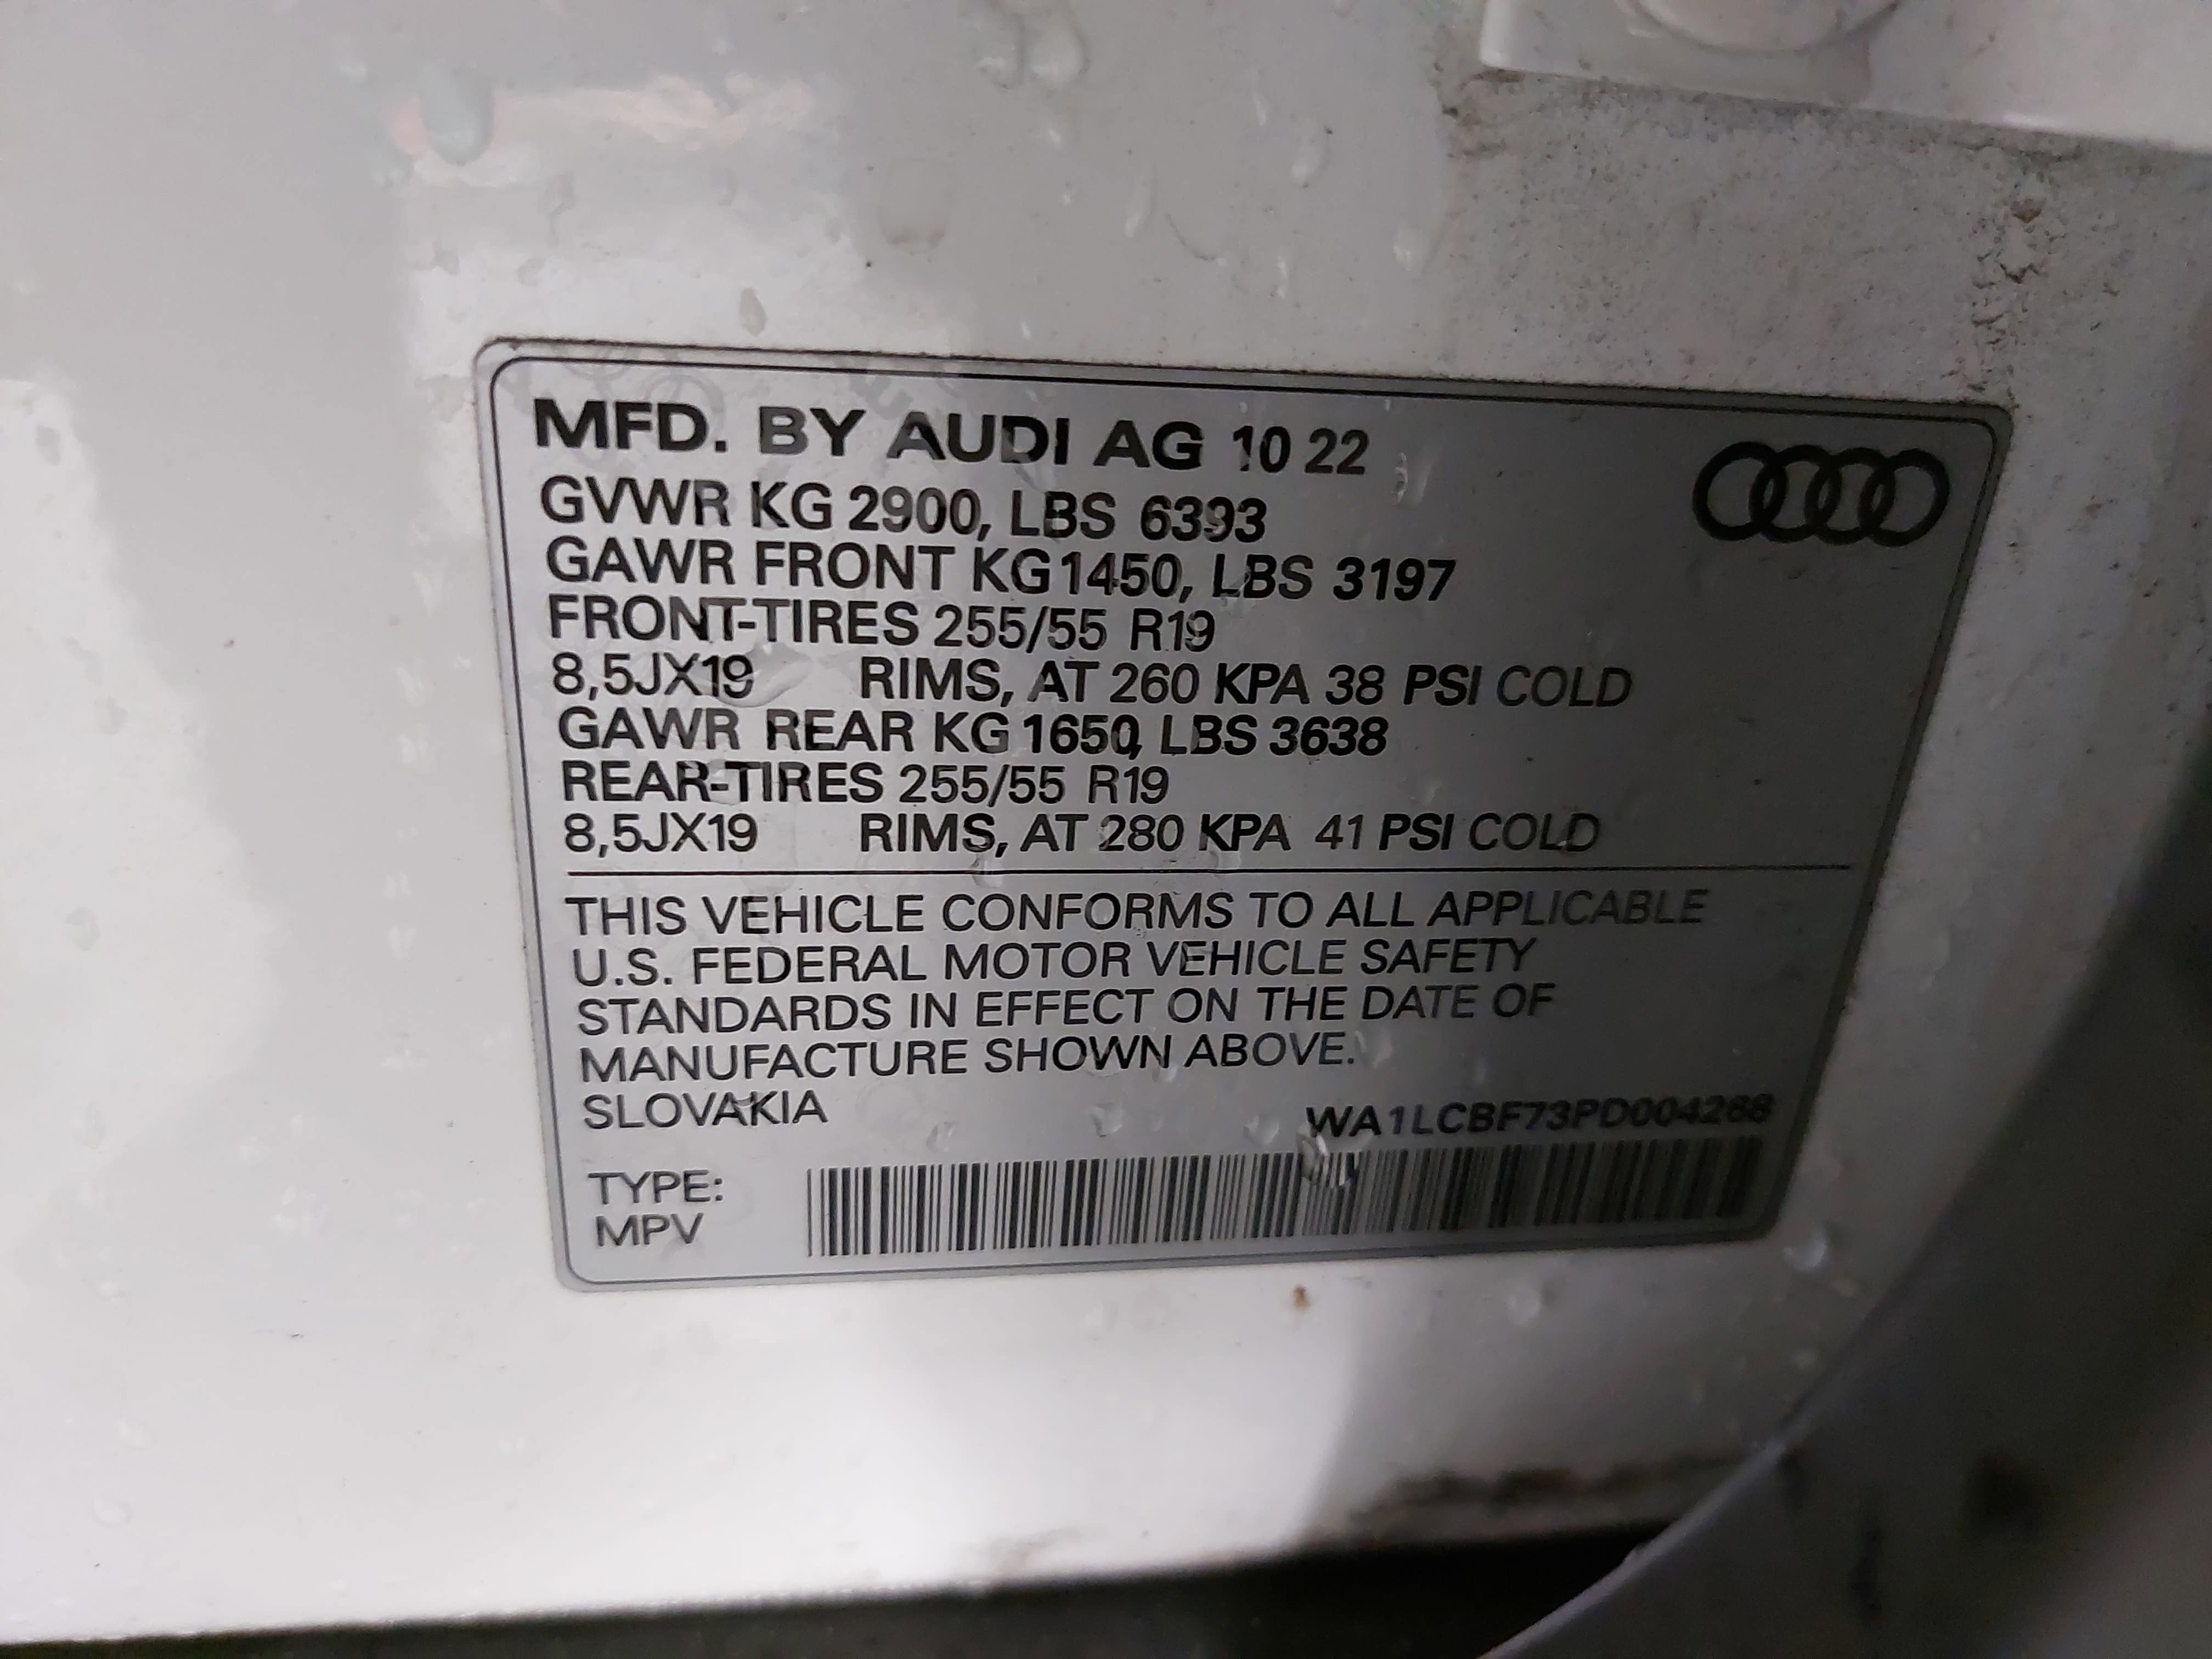 MFD. BY AUDI AG 10 22
GVWR KG 2900, LBS 6393
GAWR FRONT KG 1450, LBS 3197
FRONT-TIRES 255/55 R19
8,5JX19 RIMS, AT 260 KPA 38 PSI COLD
GAWR REAR KG 1650, LBS 3638
REAR-TIRES 255/55 R19
8,5JX19 RIMS, AT 280 KPA 41 PSI COLD
THIS VEHICLE CONFORMS TO ALL APPLICABLE
U.S. FEDERAL MOTOR VEHICLE SAFETY
STANDARDS IN EFFECT ON THE DATE OF
MANUFACTURE SHOWN ABOVE.
SLOVAKIA WA1LCBF73PD004268
TYPE:
MPV